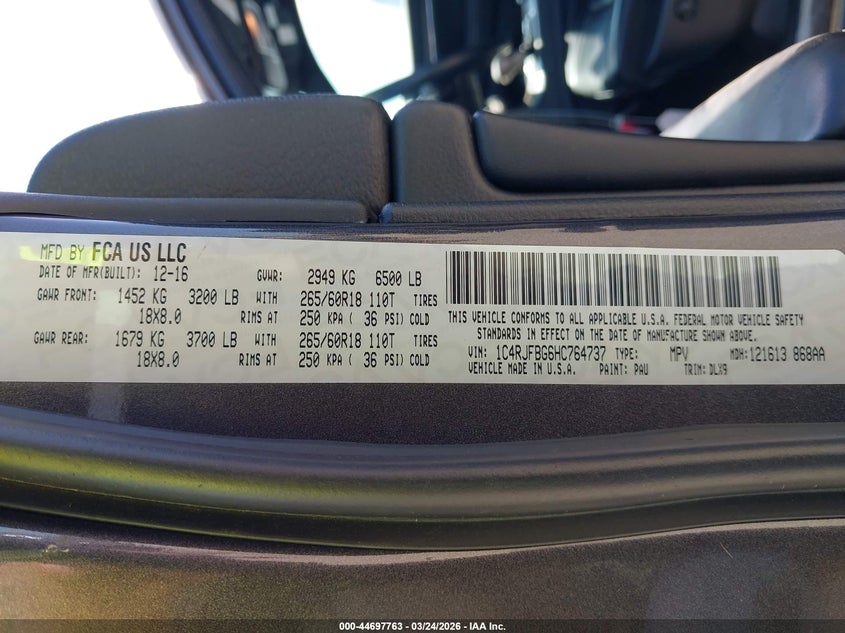 MFD BY FCA US LLC
DATE OF MFR(BUILT): 12-16 GVWR: 2949 KG 6500 LB
GAWR FRONT: 1452 KG 3200 LB WITH 265/60R18 110T TIRES
18X8.0 RIMS AT 250 KPA ( 36 PSI) COLD
GAWR REAR: 1679 KG 3700 LB WITH 265/60R18 110T TIRES
18X8.0 RIMS AT 250 KPA ( 36 PSI) COLD
THIS VEHICLE CONFORMS TO ALL APPLICABLE U.S.A. FEDERAL MOTOR VEHICLE SAFETY
STANDARDS IN EFFECT ON THE DATE OF MANUFACTURE SHOWN ABOVE.
VIN: 1C4RJFBG6HC764737 TYPE: MPV MDH: 121613 868AA
VEHICLE MADE IN U.S.A. PAINT: PAU TRIM: DLX9
000-44697763 - 03/24/2026 - IAA Inc.